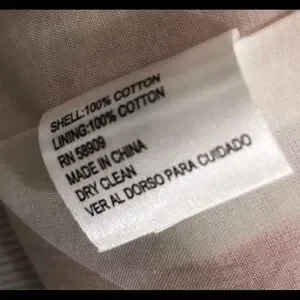 SHELL:100% COTTON
LINING:100% COTTON
RN 58909
MADE IN CHINA
DRY CLEAN
VER AL DORSO PARA CUIDADO